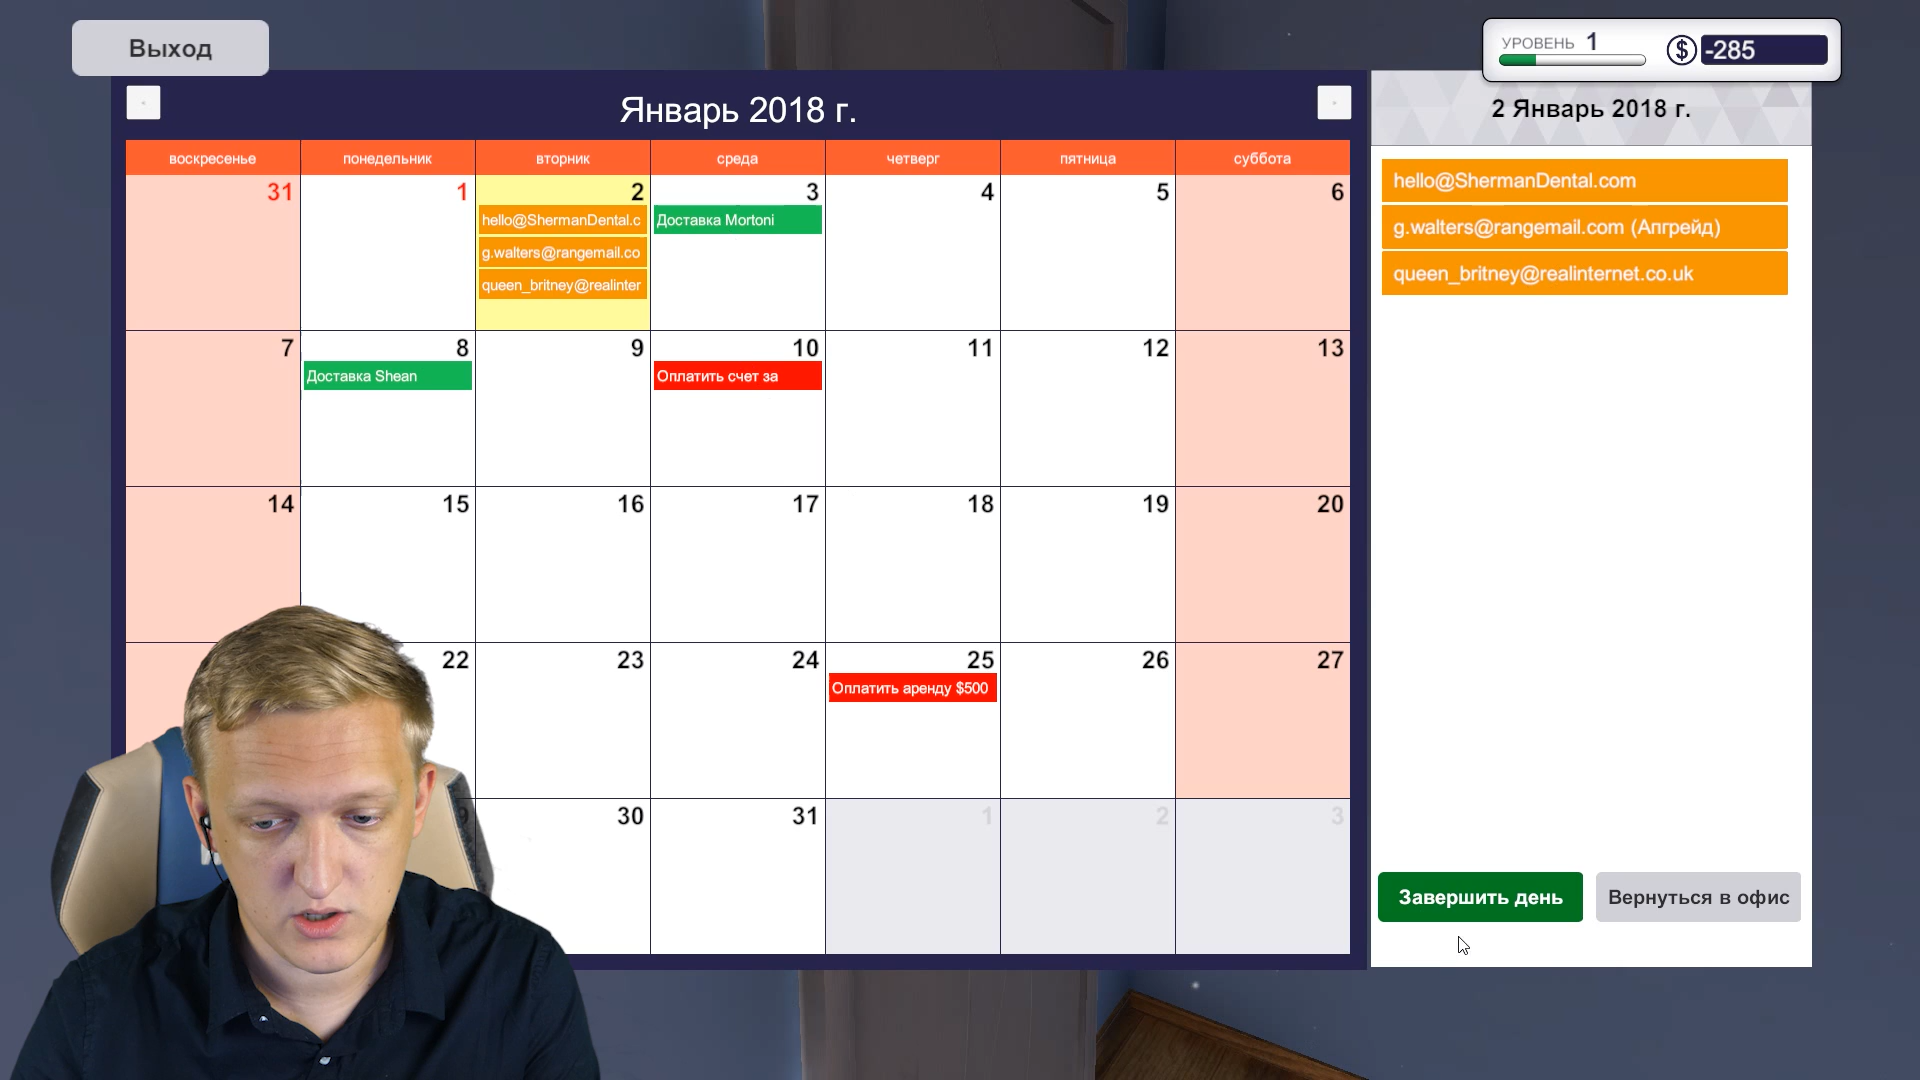 Выход
УРОВЕНЬ 1
$ -285
Январь 2018 г.
2 Январь 2018 г.
воскресенье понедельник вторник среда четверг пятница суббота
31 1 2 3 4 5 6
hello@ShermanDental.c
g.walters@rangemail.co
queen_britney@realinter
Доставка Mortoni
7 8 9 10 11 12 13
Доставка Shean
Оплатить счет за
14 15 16 17 18 19 20
22 23 24 25 26 27
Оплатить аренду $500
30 31 1 2 3
hello@ShermanDental.com
g.walters@rangemail.com (Апгрейд)
queen_britney@realinternet.co.uk
Завершить день
Вернуться в офис